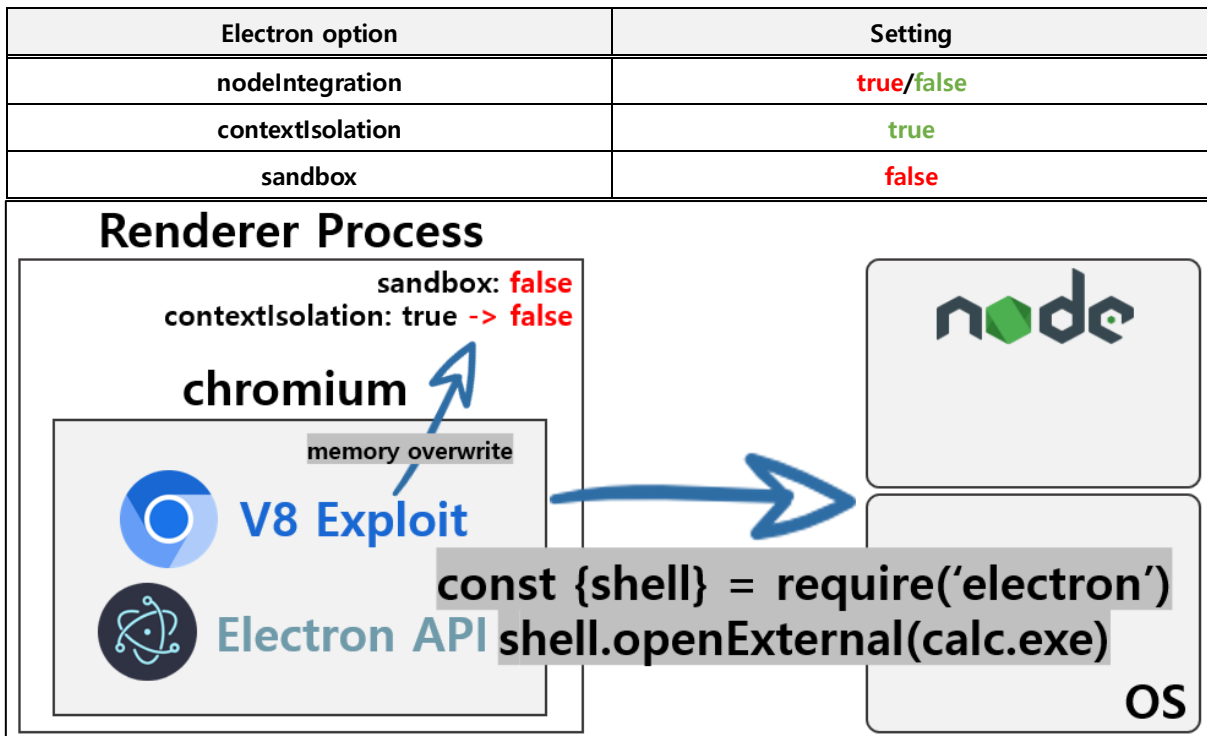 Electron option Setting
nodeIntegration true/false
contextIsolation true
sandbox false
Renderer Process
sandbox: false
contextIsolation: true -> false
node
chromium
memory overwrite
V8 Exploit
const {shell} = require(‘electron’)
Electron API
shell.openExternal(calc.exe)
OS